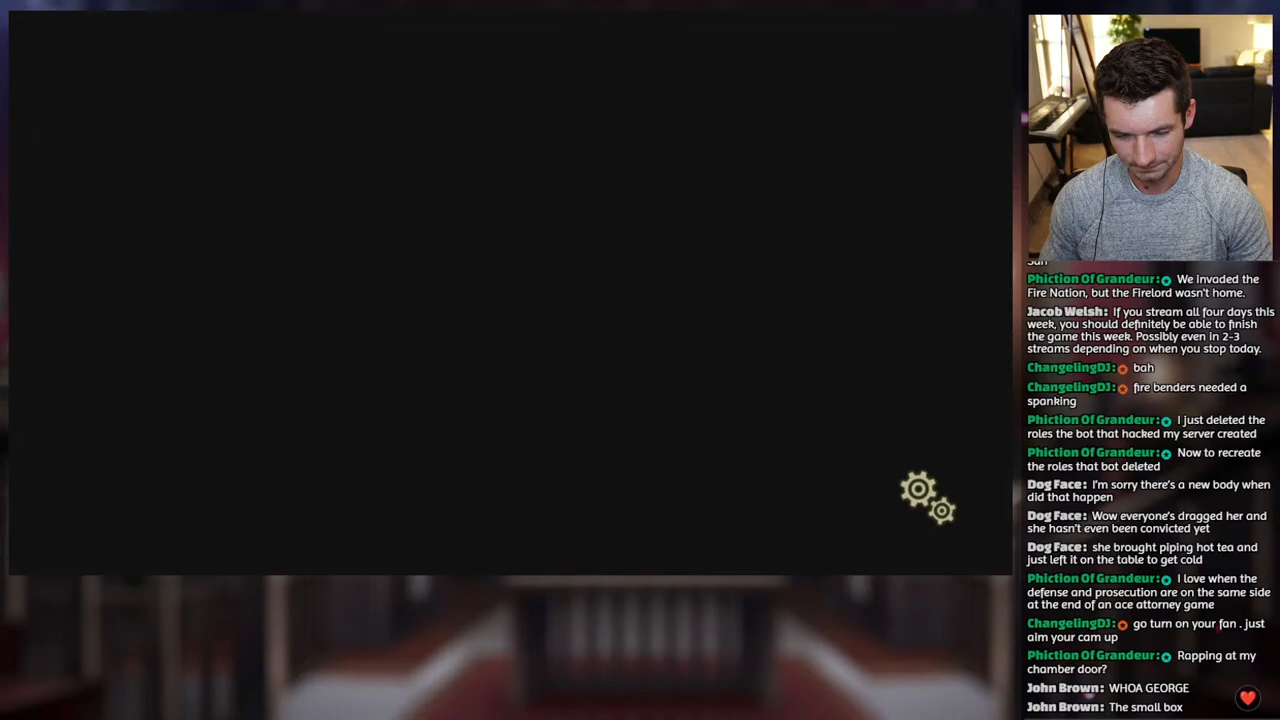 Phiction Of Grandeur: We invaded the
Fire Nation, but the Firelord wasn't home.
Jacob Welsh: If you stream all four days this
week, you should definitely be able to finish
the game this week. Possibly even in 2-3
streams depending on when you stop today.
ChangelingDJ: bah
ChangelingDJ: fire benders needed a
spanking
Phiction Of Grandeur: I just deleted the
roles the bot that hacked my server created
Phiction Of Grandeur: Now to recreate
the roles that bot deleted
Dog Face: I'm sorry there's a new body when
did that happen
Dog Face: Wow everyone's dragged her and
she hasn't even been convicted yet
Dog Face: she brought piping hot tea and
just left it on the table to get cold
Phiction Of Grandeur: I love when the
defense and prosecution are on the same side
at the end of an ace attorney game
ChangelingDJ: go turn on your fan . just
aim your cam up
Phiction Of Grandeur: Rapping at my
chamber door?
John Brown: WHOA GEORGE
John Brown: The small box